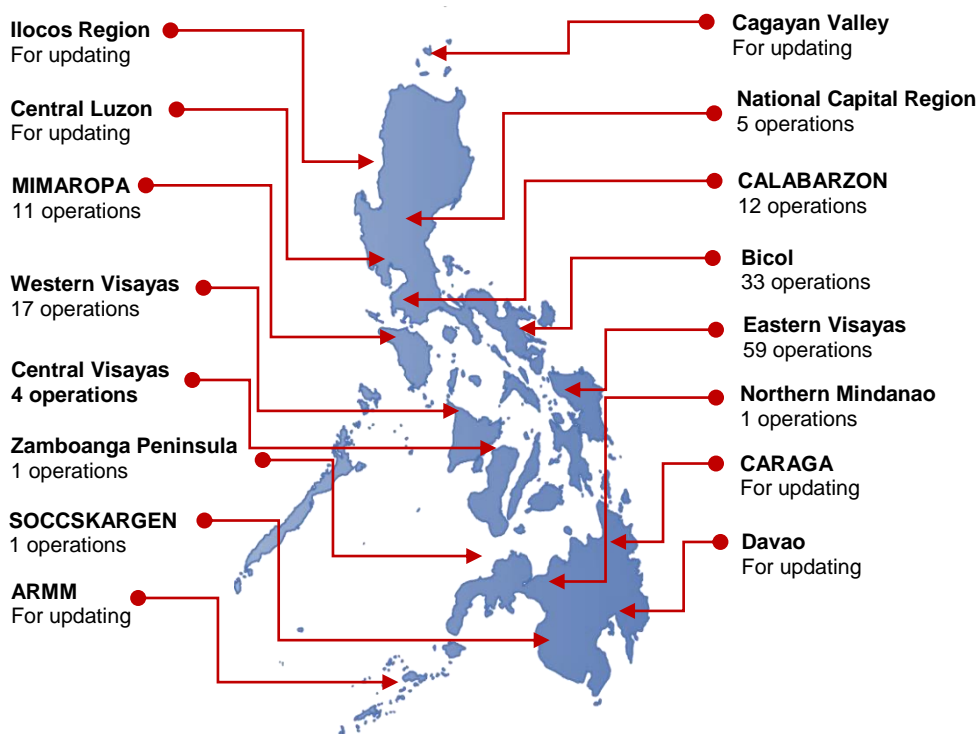 Ilocos Region
For updating
Central Luzon
For updating
MIMAROPA
11 operations
Western Visayas
17 operations
Central Visayas
4 operations
Zamboanga Peninsula
1 operations
SOCCSKARGEN
1 operations
ARMM
For updating
Cagayan Valley
For updating
National Capital Region
5 operations
CALABARZON
12 operations
Bicol
33 operations
Eastern Visayas
59 operations
Northern Mindanao
1 operations
CARAGA
For updating
Davao
For updating